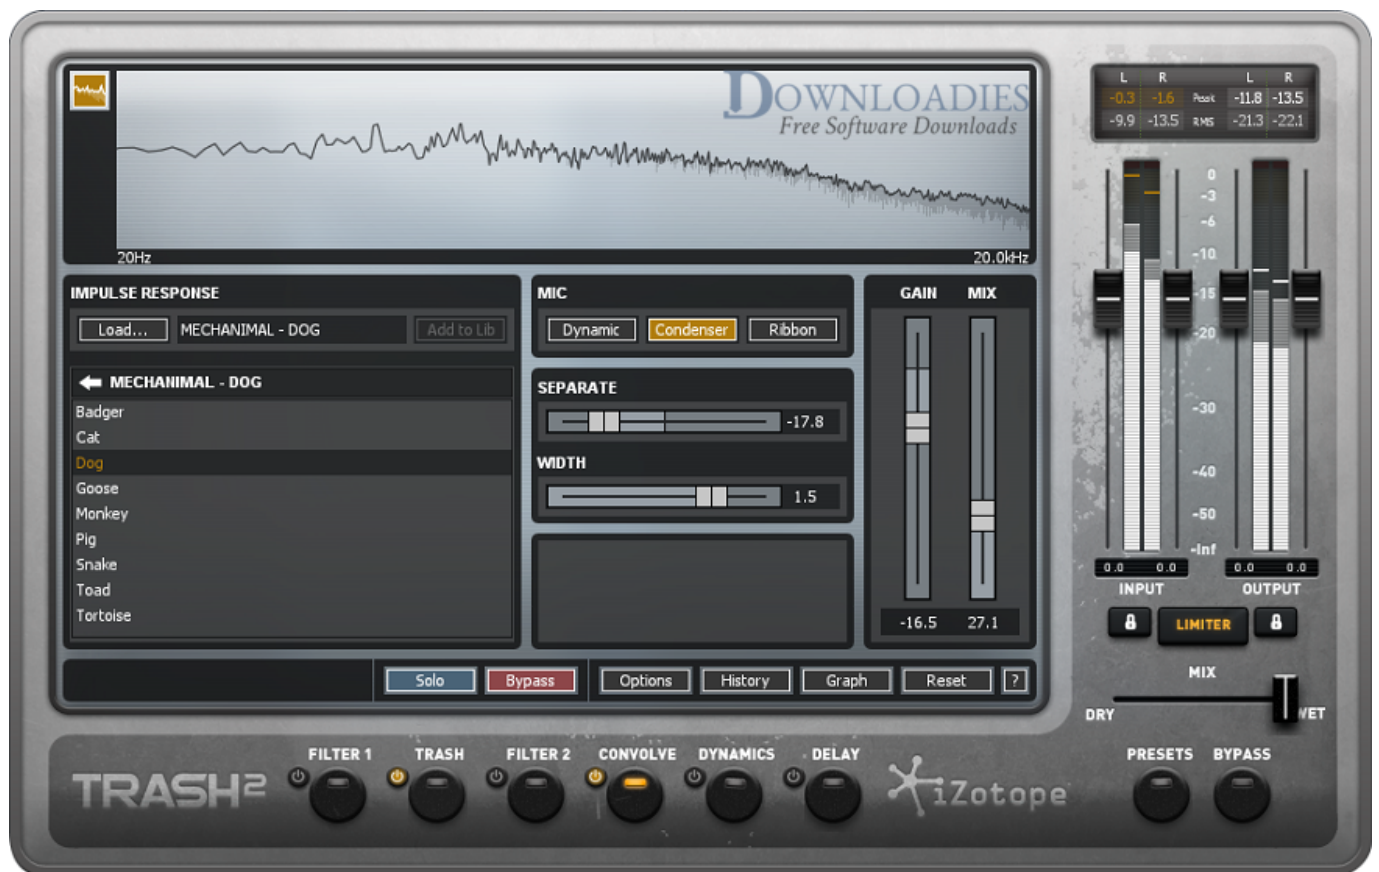 DOWNLOADIES
Free Software Downloads
20Hz 20.0kHz
L R L R
-0.3 -1.6 Peak -11.8 -13.5
-9.9 -13.5 RMS -21.3 -22.1
0
-3
-6
-10
-15
-20
-30
-40
-50
-Inf
0.0 0.0 0.0 0.0
INPUT OUTPUT
LIMITER
MIX
DRY WET
IMPULSE RESPONSE
Load... MECHANIMAL - DOG Add to Lib
MECHANIMAL - DOG
Badger
Cat
Dog
Goose
Monkey
Pig
Snake
Toad
Tortoise
MIC
Dynamic Condenser Ribbon
SEPARATE
-17.8
WIDTH
1.5
GAIN MIX
-16.5 27.1
Solo Bypass Options History Graph Reset ?
FILTER 1 TRASH FILTER 2 CONVOLVE DYNAMICS DELAY PRESETS BYPASS
TRASH2 iZotope